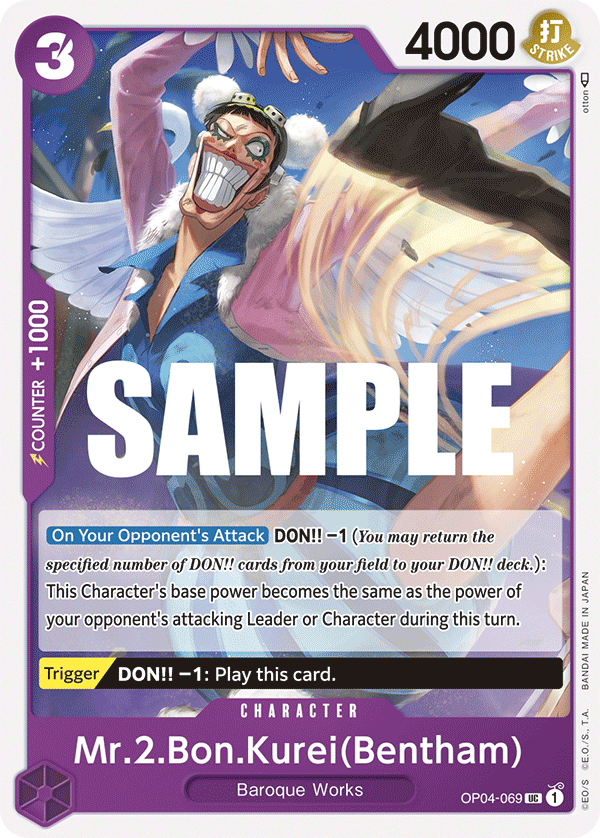 3
4000
打
STRIKE
otton
COUNTER +1000
SAMPLE
On Your Opponent's Attack DON!! −1 (You may return the
specified number of DON!! cards from your field to your DON!! deck.):
This Character's base power becomes the same as the power of
your opponent's attacking Leader or Character during this turn.
Trigger DON!! −1: Play this card.
CHARACTER
Mr.2.Bon.Kurei(Bentham)
Baroque Works
OP04-069 UC 1
©EO/S ©E.O./S., T.A. BANDAI MADE IN JAPAN